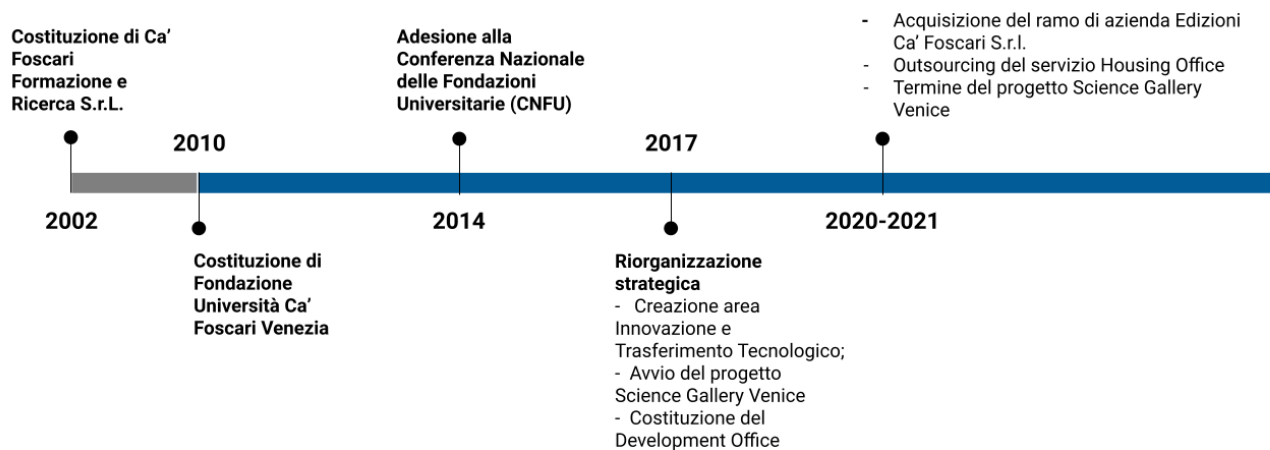 Costituzione di Ca'
Foscari
Formazione e
Ricerca S.r.L.
2002
2010
Costituzione di
Fondazione
Università Ca'
Foscari Venezia
Adesione alla
Conferenza Nazionale
delle Fondazioni
Universitarie (CNFU)
2014
2017
Riorganizzazione
strategica
- Creazione area
Innovazione e
Trasferimento Tecnologico;
- Avvio del progetto
Science Gallery Venice
- Costituzione del
Development Office
- Acquisizione del ramo di azienda Edizioni
Ca' Foscari S.r.l.
- Outsourcing del servizio Housing Office
- Termine del progetto Science Gallery
Venice
2020-2021